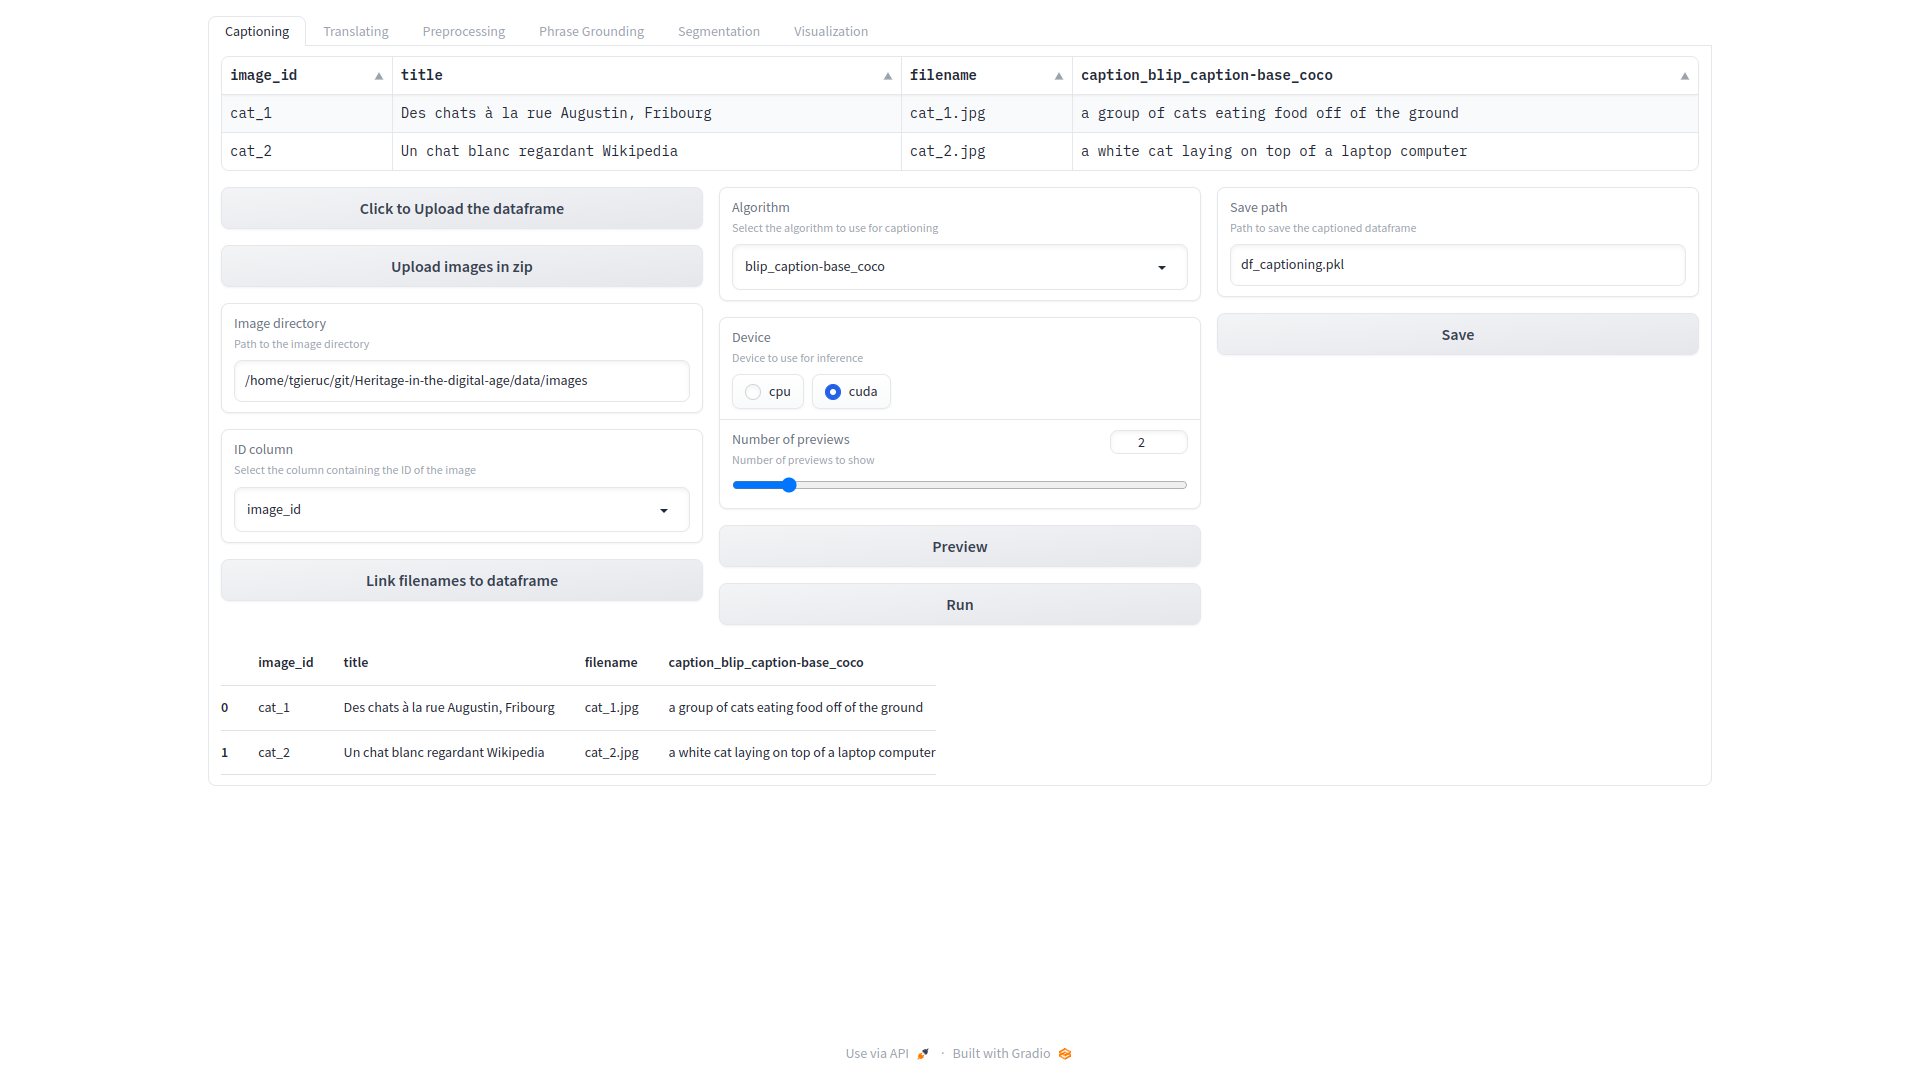 Captioning Translating Preprocessing Phrase Grounding Segmentation Visualization
image_id title filename caption_blip_caption-base_coco
cat_1 Des chats à la rue Augustin, Fribourg cat_1.jpg a group of cats eating food off of the ground
cat_2 Un chat blanc regardant Wikipedia cat_2.jpg a white cat laying on top of a laptop computer
Click to Upload the dataframe
Upload images in zip
Image directory
Path to the image directory
/home/tgieruc/git/Heritage-in-the-digital-age/data/images
ID column
Select the column containing the ID of the image
image_id
Link filenames to dataframe
Algorithm
Select the algorithm to use for captioning
blip_caption-base_coco
Device
Device to use for inference
cpu cuda
Number of previews 2
Number of previews to show
Preview
Run
Save path
Path to save the captioned dataframe
df_captioning.pkl
Save
image_id title filename caption_blip_caption-base_coco
0 cat_1 Des chats à la rue Augustin, Fribourg cat_1.jpg a group of cats eating food off of the ground
1 cat_2 Un chat blanc regardant Wikipedia cat_2.jpg a white cat laying on top of a laptop computer
Use via API · Built with Gradio